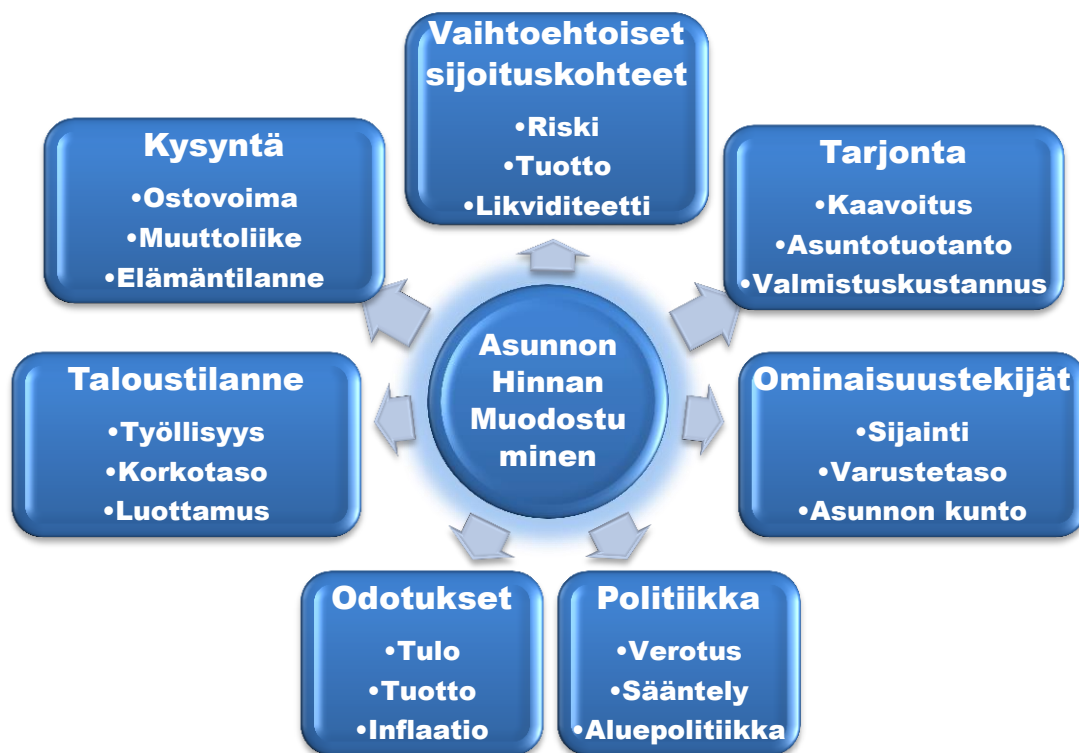 Vaihtoehtoiset
sijoituskohteet
•Riski
•Tuotto
•Likviditeetti
Kysyntä
•Ostovoima
•Muuttoliike
•Elämäntilanne
Tarjonta
•Kaavoitus
•Asuntotuotanto
•Valmistuskustannus
Asunnon
Hinnan
Muodostu
minen
Taloustilanne
•Työllisyys
•Korkotaso
•Luottamus
Ominaisuustekijät
•Sijainti
•Varustetaso
•Asunnon kunto
Odotukset
•Tulo
•Tuotto
•Inflaatio
Politiikka
•Verotus
•Sääntely
•Aluepolitiikka